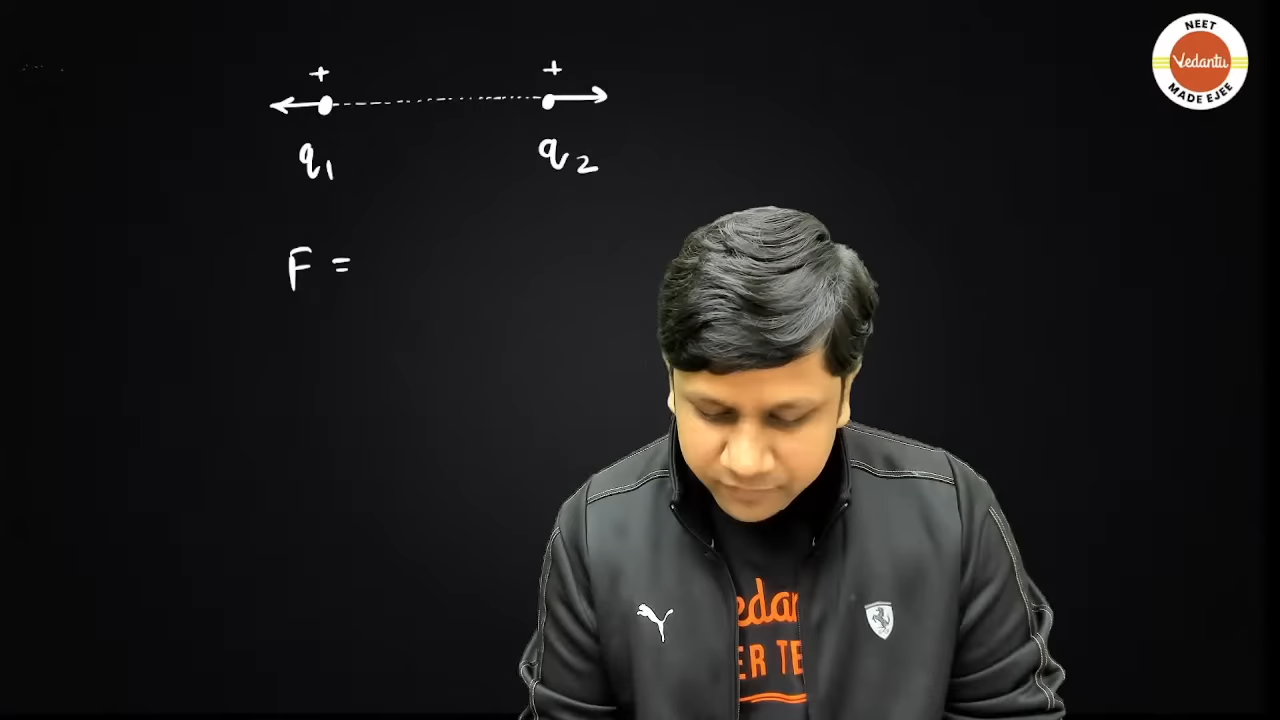 + +
q1 q2
F =
NEET
Vedantu
MADE EJEE
edan
ER TE